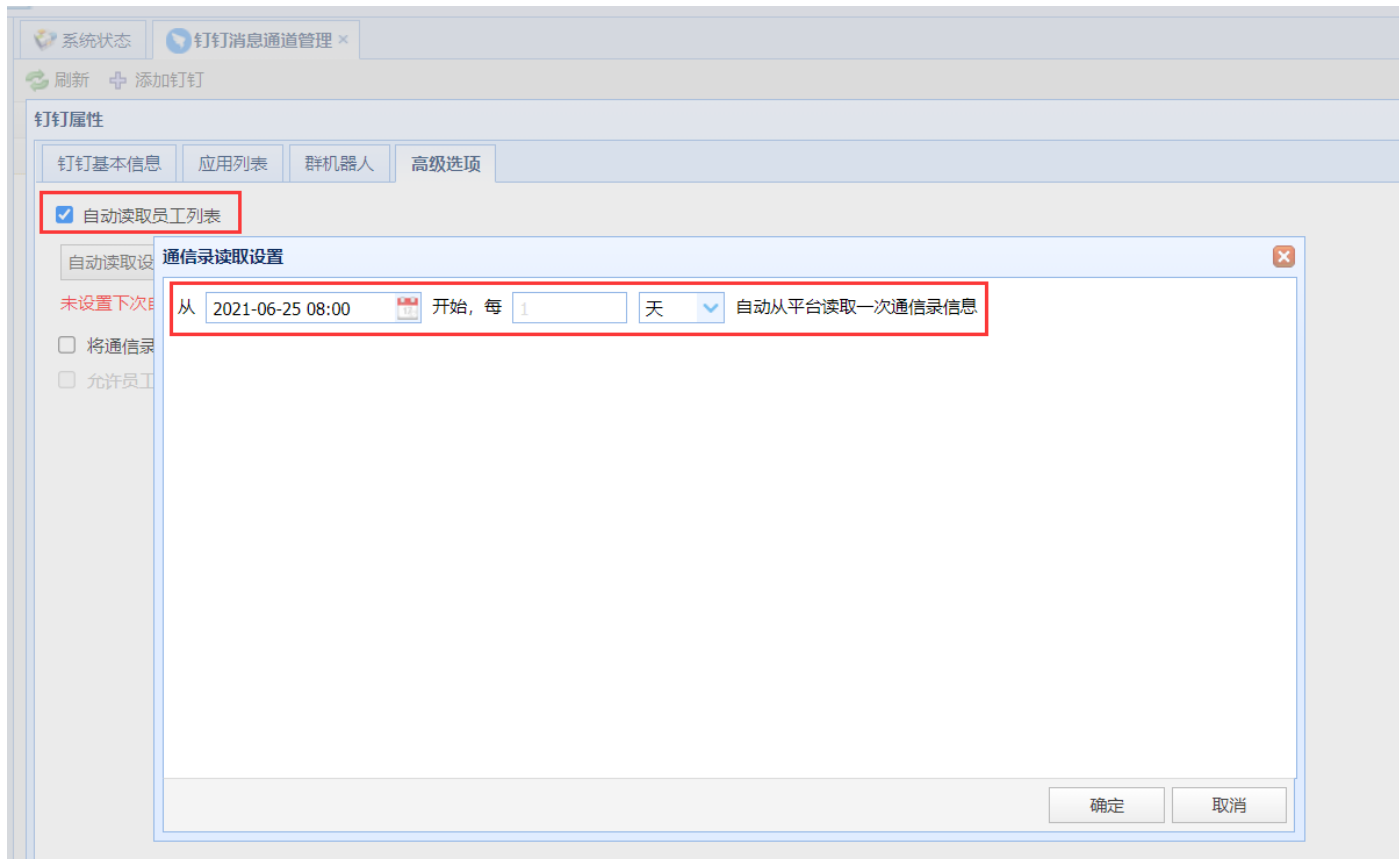 系统状态 钉钉消息通道管理 ×
刷新 添加钉钉
钉钉属性
钉钉基本信息 应用列表 群机器人 高级选项
自动读取员工列表
自动读取设
通信录读取设置
未设置下次自
从 2021-06-25 08:00 开始，每 1 天 自动从平台读取一次通信录信息
将通信录
允许员工
确定 取消